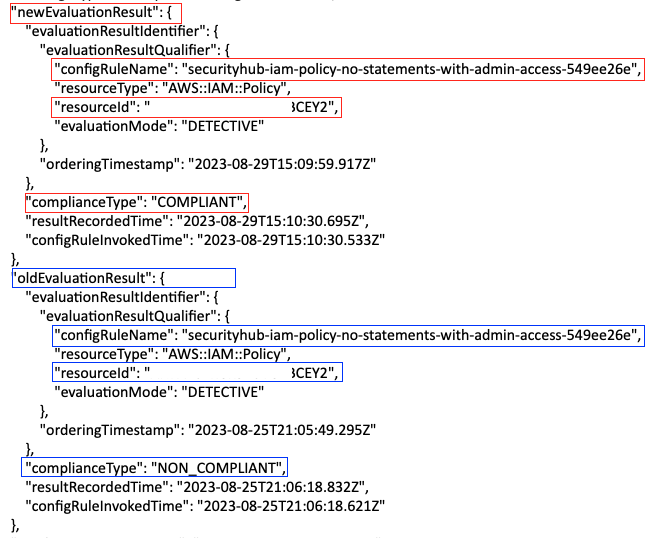 "newEvaluationResult": {
"evaluationResultIdentifier": {
"evaluationResultQualifier": {
"configRuleName": "securityhub-iam-policy-no-statements-with-admin-access-549ee26e",
"resourceType": "AWS::IAM::Policy",
"resourceId": " CEY2",
"evaluationMode": "DETECTIVE"
},
"orderingTimestamp": "2023-08-29T15:09:59.917Z"
},
"complianceType": "COMPLIANT",
"resultRecordedTime": "2023-08-29T15:10:30.695Z",
"configRuleInvokedTime": "2023-08-29T15:10:30.533Z"
},
"oldEvaluationResult": {
"evaluationResultIdentifier": {
"evaluationResultQualifier": {
"configRuleName": "securityhub-iam-policy-no-statements-with-admin-access-549ee26e",
"resourceType": "AWS::IAM::Policy",
"resourceId": " CEY2",
"evaluationMode": "DETECTIVE"
},
"orderingTimestamp": "2023-08-25T21:05:49.295Z"
},
"complianceType": "NON_COMPLIANT",
"resultRecordedTime": "2023-08-25T21:06:18.832Z",
"configRuleInvokedTime": "2023-08-25T21:06:18.621Z"
},